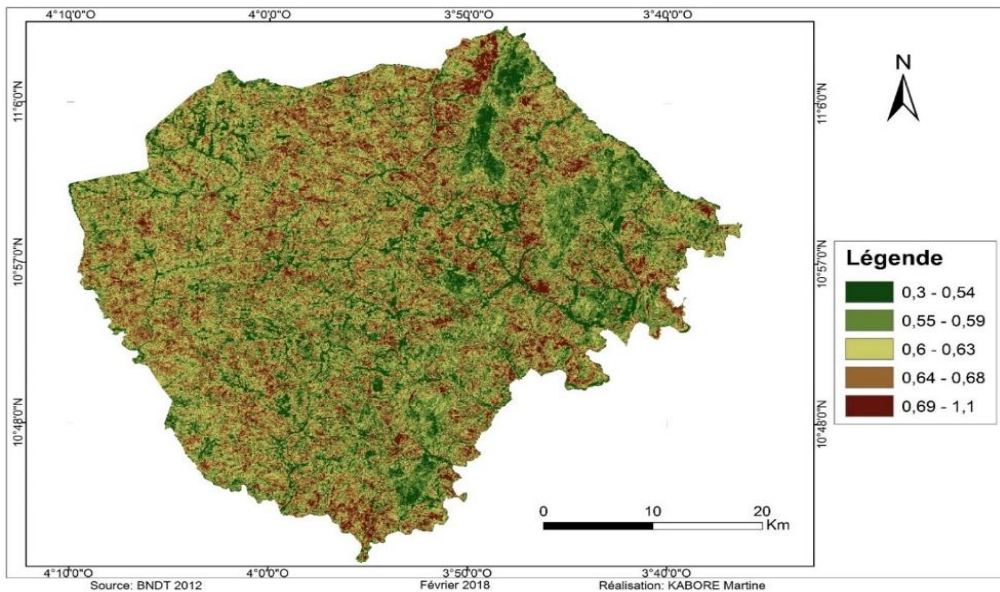 4°10'0"O 4°0'0"O 3°50'0"O 3°40'0"O
N
11°6'0"N 11°6'0"N
10°57'0"N 10°57'0"N
Légende
0,3 - 0,54
0,55 - 0,59
0,6 - 0,63
0,64 - 0,68
0,69 - 1,1
10°48'0"N 10°48'0"N
0 10 20
Km
4°10'0"O 4°0'0"O 3°50'0"O 3°40'0"O
Source: BNDT 2012 Février 2018 Réalisation: KABORE Martine